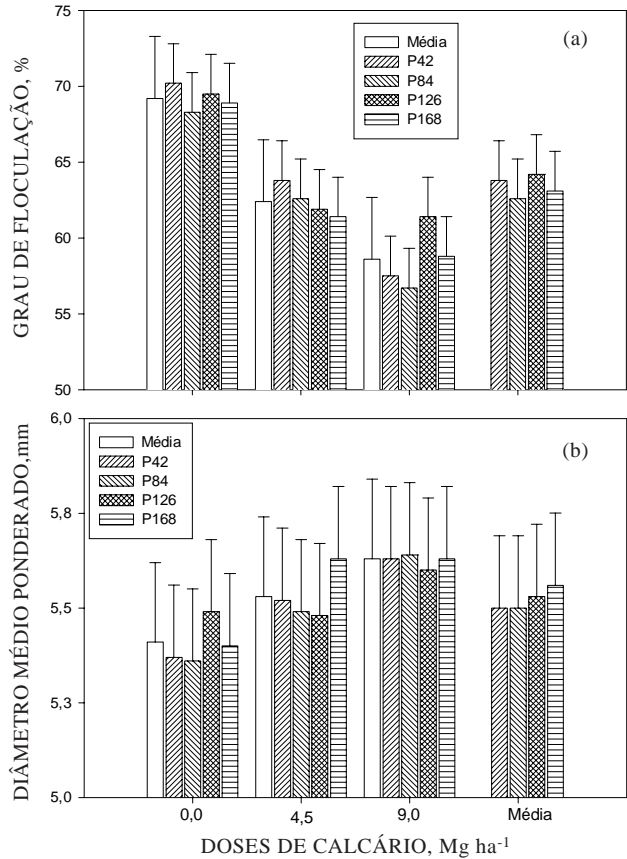 75
70
65
60
55
50
GRAU DE FLOCULAÇÃO, %
(a)
Média
P42
P84
P126
P168
6,0
5,8
5,5
5,3
5,0
DIÂMETRO MÉDIO PONDERADO,mm
(b)
Média
P42
P84
P126
P168
0,0 4,5 9,0 Média
DOSES DE CALCÁRIO, Mg ha-1